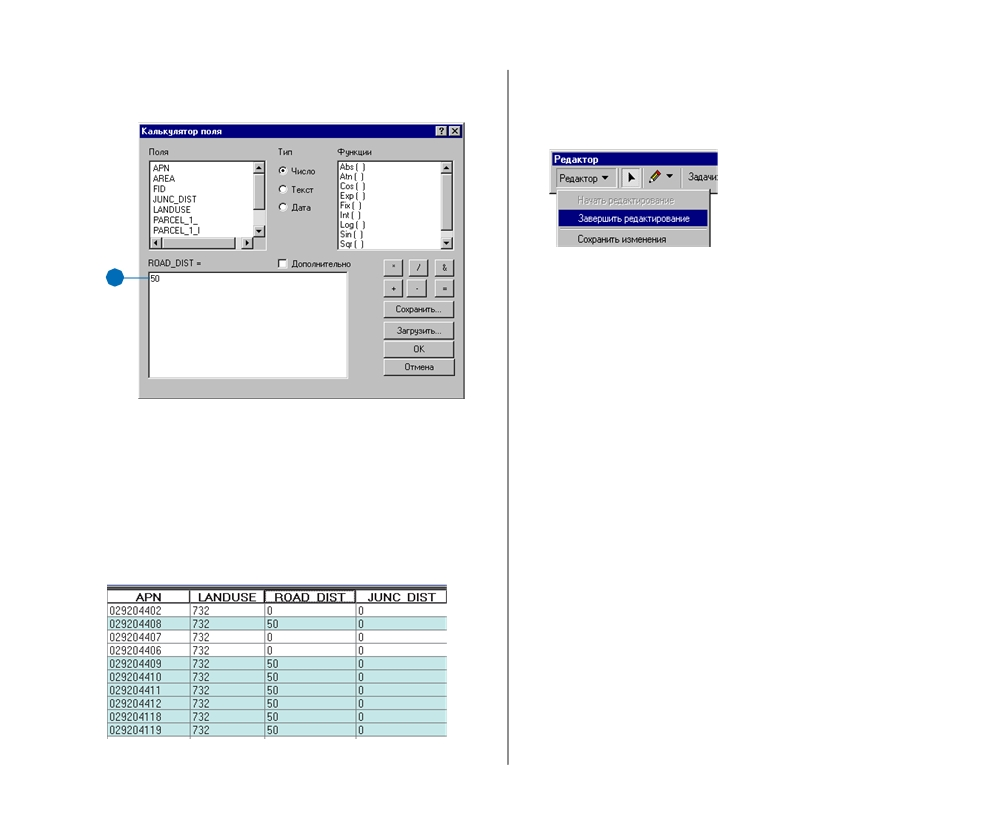 Калькулятор поля
Поля
Тип
Функции
APN
AREA
FID
JUNC_DIST
LANDUSE
PARCEL_1_
PARCEL_1_I
Число
Текст
Дата
Abs ( )
Atn ( )
Cos ( )
Exp ( )
Fix ( )
Int ( )
Log ( )
Sin ( )
Sqr ( )
ROAD_DIST =
Дополнительно
50
* / &
+ - =
Сохранить...
Загрузить...
OK
Отмена
APN LANDUSE ROAD_DIST JUNC_DIST
029204402 732 0 0
029204408 732 50 0
029204407 732 0 0
029204406 732 0 0
029204409 732 50 0
029204410 732 50 0
029204411 732 50 0
029204412 732 50 0
029204118 732 50 0
029204119 732 50 0
Редактор
Редактор Задачи:
Начать редактирование
Завершить редактирование
Сохранить изменения